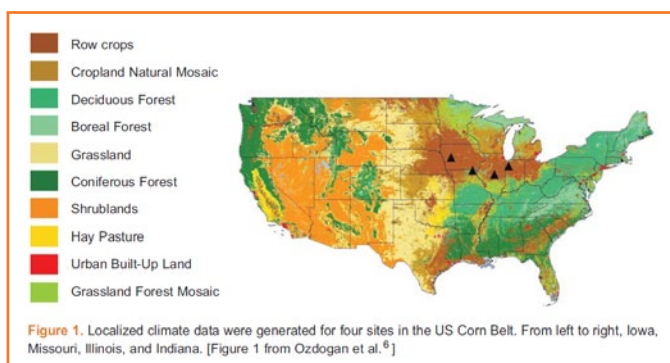 Row crops
Cropland Natural Mosaic
Deciduous Forest
Boreal Forest
Grassland
Coniferous Forest
Shrublands
Hay Pasture
Urban Built-Up Land
Grassland Forest Mosaic
Figure 1. Localized climate data were generated for four sites in the US Corn Belt. From left to right, Iowa,
Missouri, Illinois, and Indiana. [Figure 1 from Ozdogan et al.⁶]